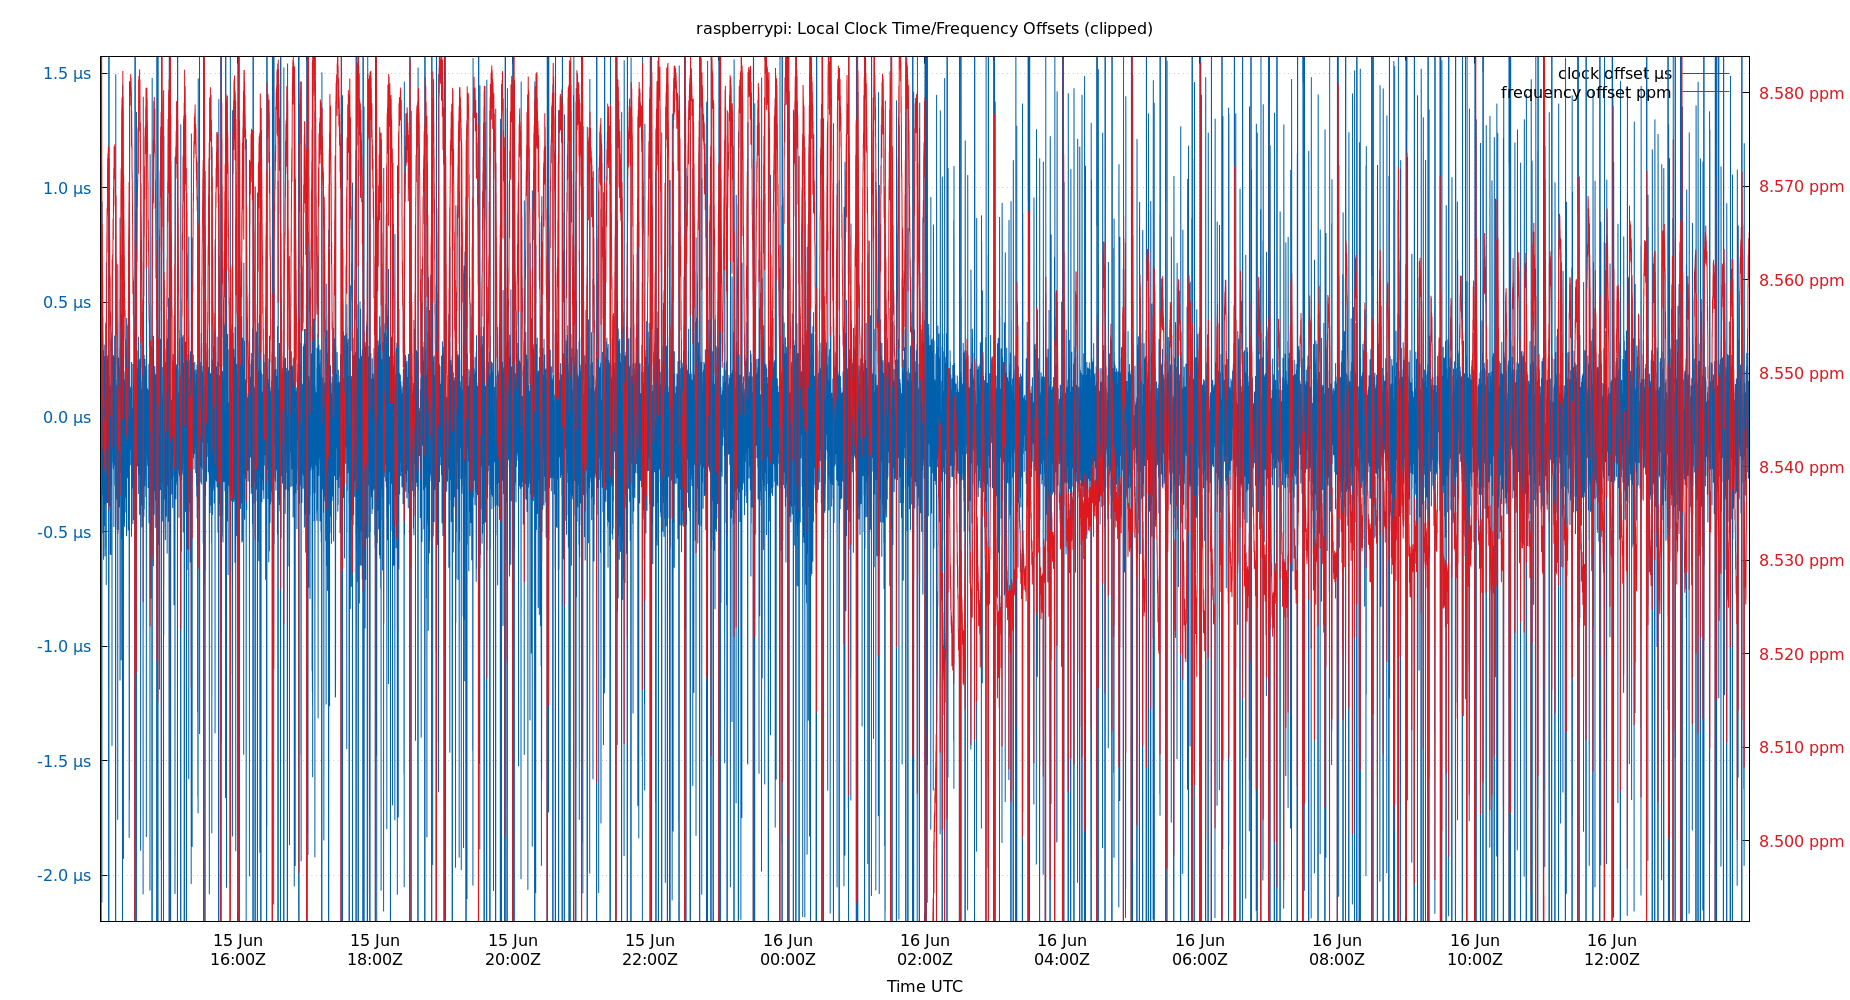 raspberrypi: Local Clock Time/Frequency Offsets (clipped)
clock offset µs
frequency offset ppm
1.5 µs
1.0 µs
0.5 µs
0.0 µs
-0.5 µs
-1.0 µs
-1.5 µs
-2.0 µs
8.580 ppm
8.570 ppm
8.560 ppm
8.550 ppm
8.540 ppm
8.530 ppm
8.520 ppm
8.510 ppm
8.500 ppm
15 Jun
16:00Z
15 Jun
18:00Z
15 Jun
20:00Z
15 Jun
22:00Z
16 Jun
00:00Z
16 Jun
02:00Z
16 Jun
04:00Z
16 Jun
06:00Z
16 Jun
08:00Z
16 Jun
10:00Z
16 Jun
12:00Z
Time UTC